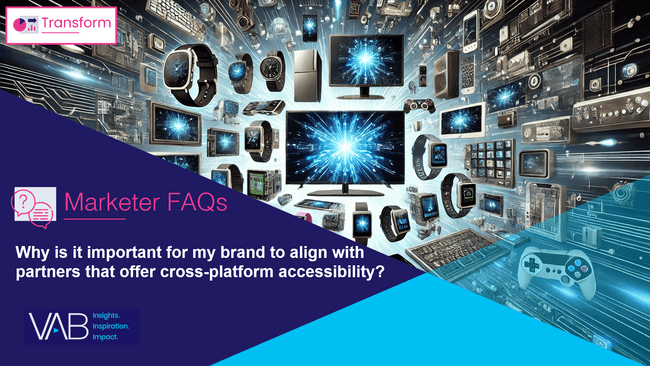 Transform
Marketer FAQs
Why is it important for my brand to align with
partners that offer cross-platform accessibility?
VAB
Insights.
Inspiration.
Impact.